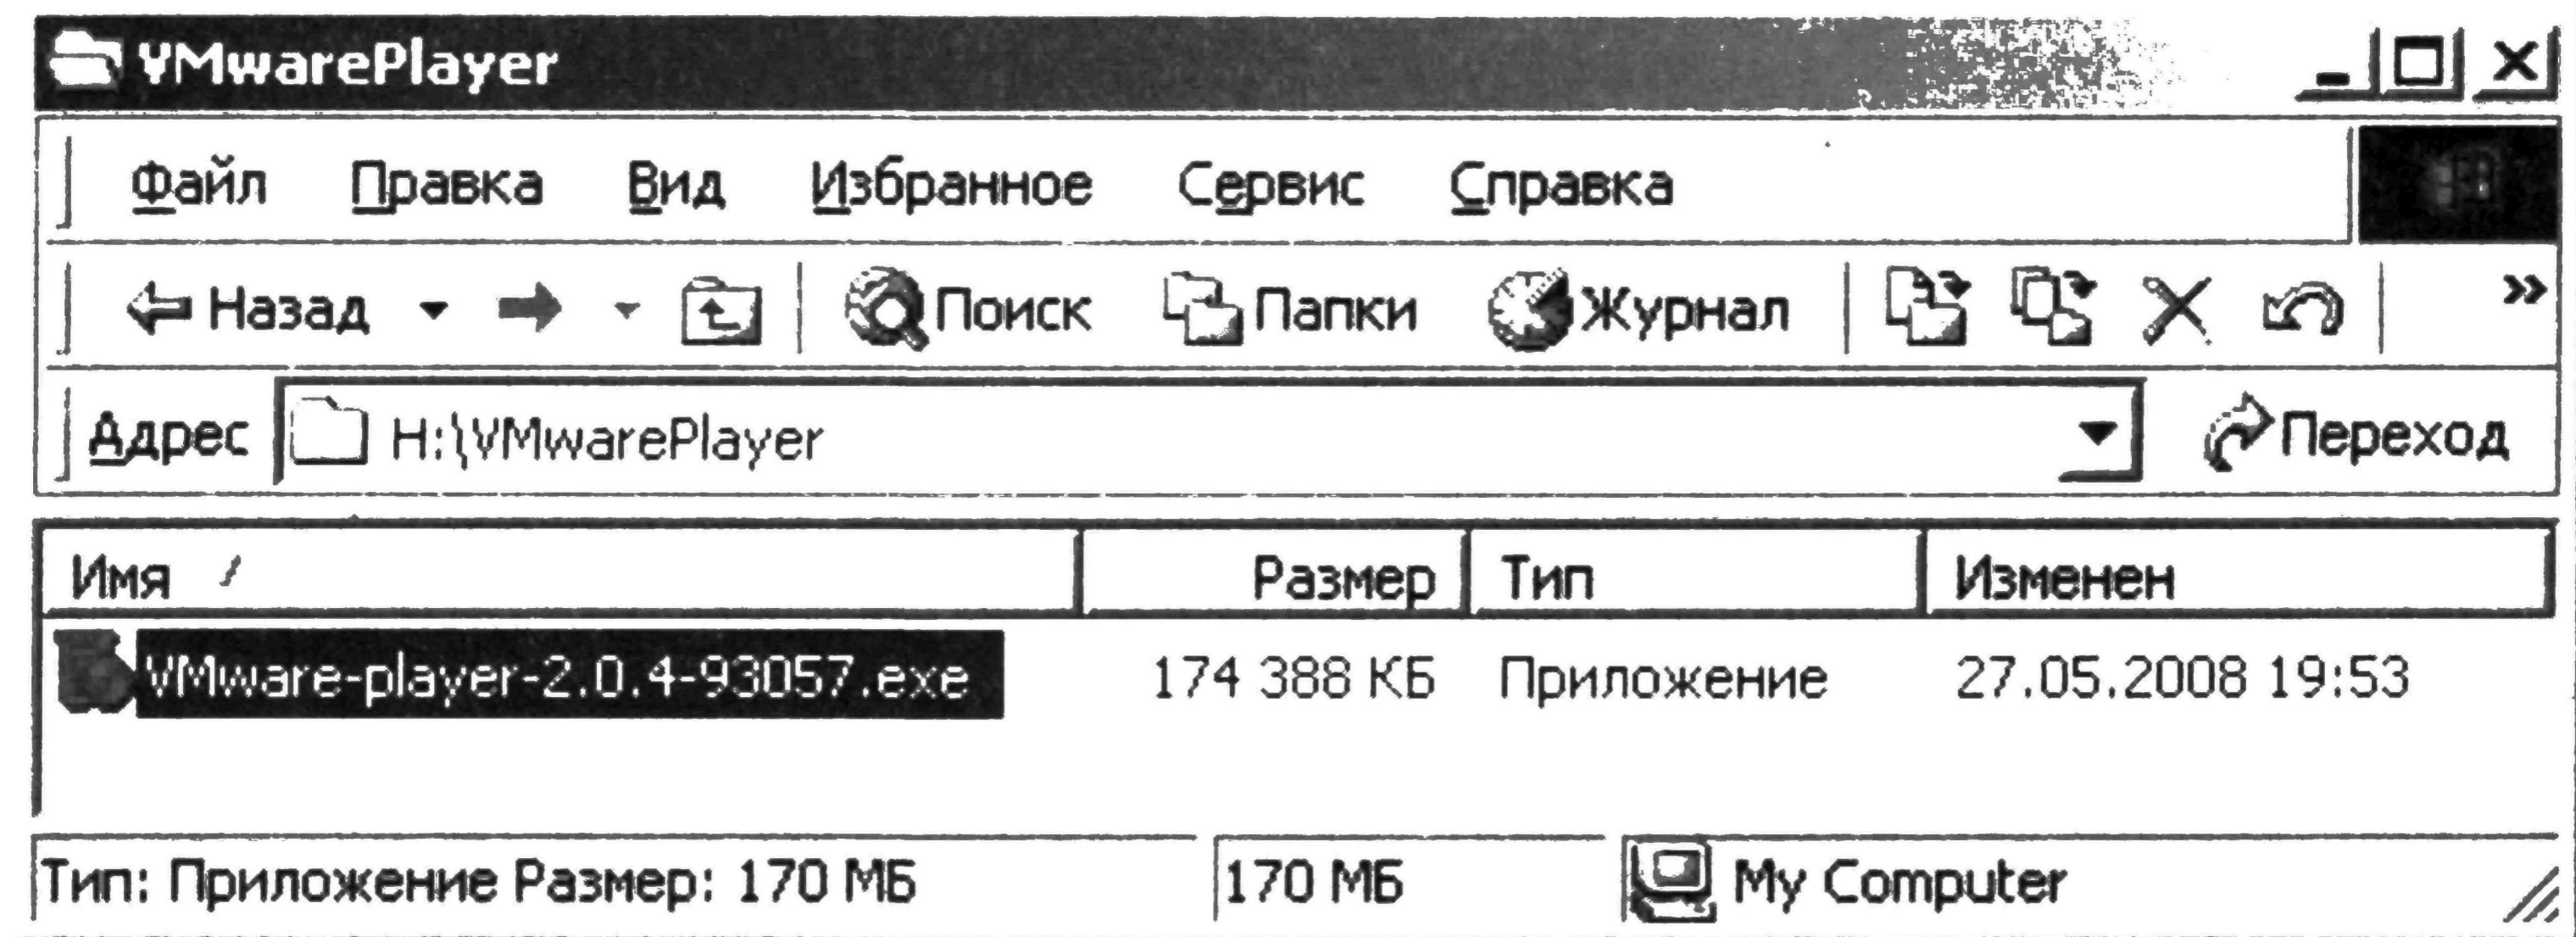 VMwarePlayer
Файл Правка Вид Избранное Сервис Справка
Назад Поиск Папки Журнал »
Адрес H:\VMwarePlayer Переход
Имя / Размер Тип Изменен
VMware-player-2.0.4-93057.exe 174 388 КБ Приложение 27.05.2008 19:53
Тип: Приложение Размер: 170 МБ 170 МБ My Computer